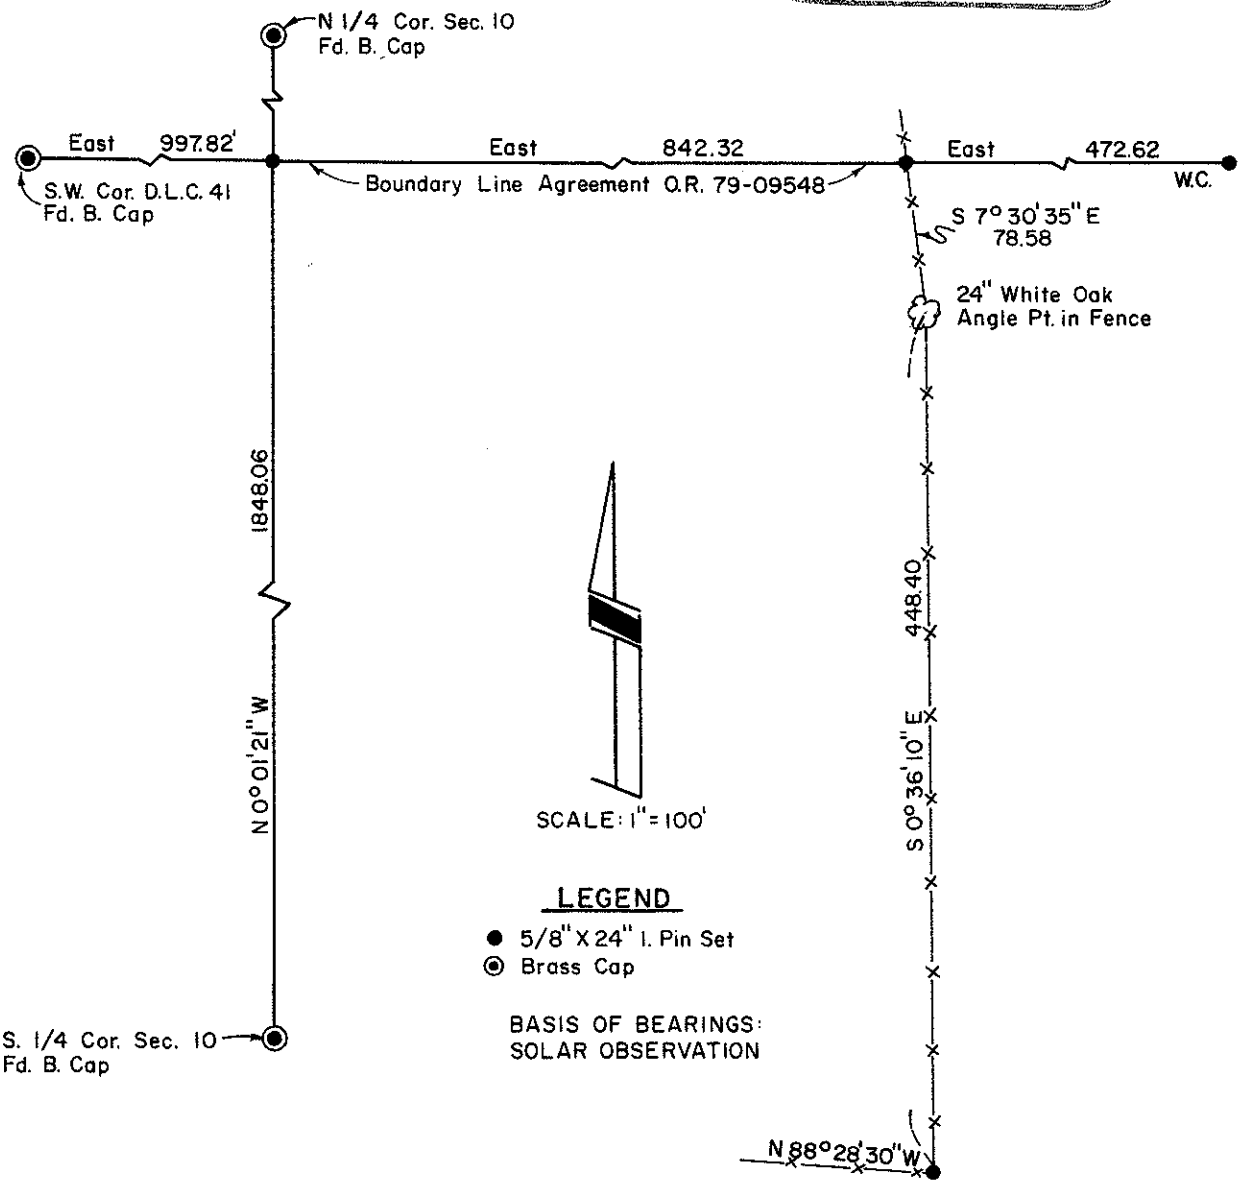 N 1/4 Cor. Sec. 10
Fd. B. Cap
East 997.82'
East 842.32
East 472.62
S.W. Cor. D.L.C. 41
Fd. B. Cap
Boundary Line Agreement O.R. 79-09548
W.C.
S 7° 30' 35" E
78.58
24" White Oak
Angle Pt. in Fence
1848.06
N 0° 01' 21" W
448.40
S 0° 36' 10" E
SCALE: 1" = 100'
LEGEND
5/8" X 24" I. Pin Set
Brass Cap
BASIS OF BEARINGS:
SOLAR OBSERVATION
S. 1/4 Cor. Sec. 10
Fd. B. Cap
N 88° 28' 30" W